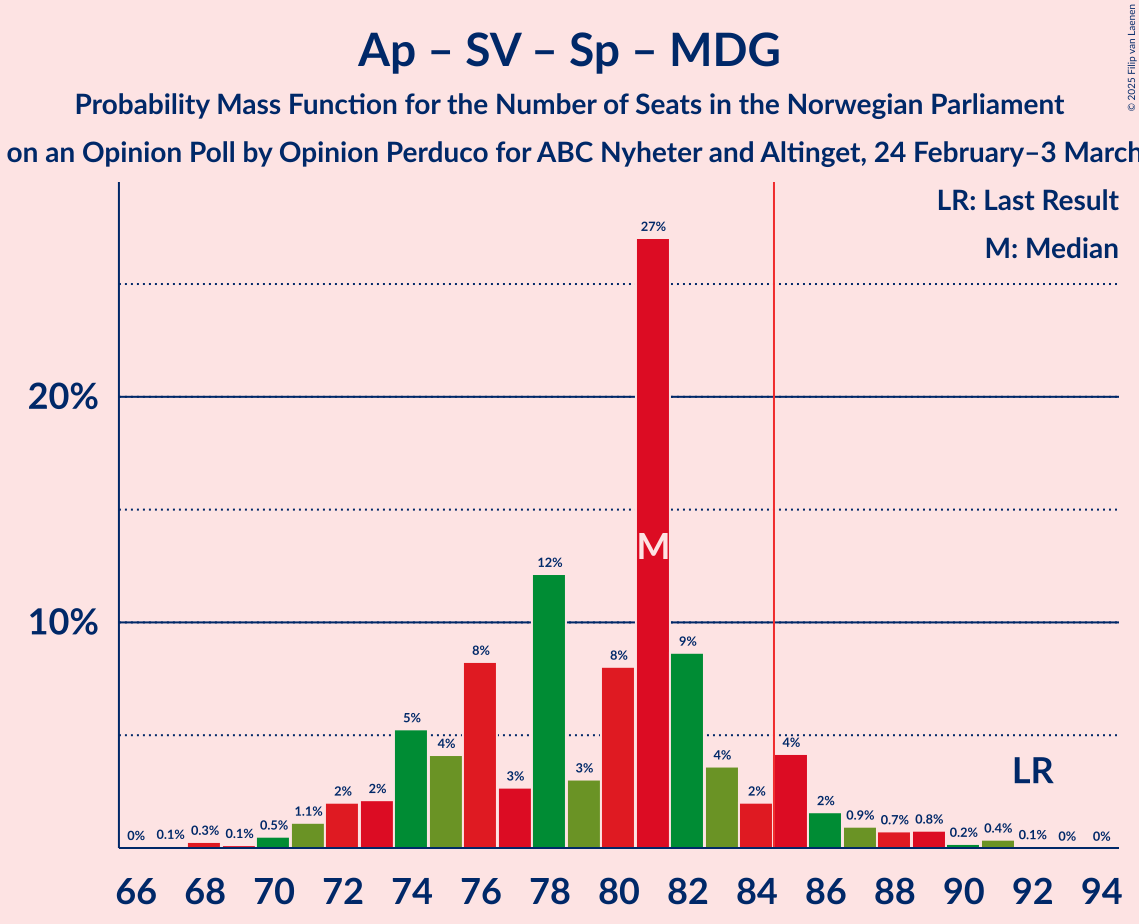 Ap – SV – Sp – MDG
Probability Mass Function for the Number of Seats in the Norwegian Parliament
on an Opinion Poll by Opinion Perduco for ABC Nyheter and Altinget, 24 February–3 March
© 2025 Filip van Laenen
LR: Last Result
M: Median
20%
10%
0% 0.1% 0.3% 0.1% 0.5% 1.1% 2% 2% 5% 4% 8% 3% 12% 3% 8% 27% 9% 4% 2% 4% 2% 0.9% 0.7% 0.8% 0.2% 0.4% 0.1% 0% 0%
M
LR
66 68 70 72 74 76 78 80 82 84 86 88 90 92 94